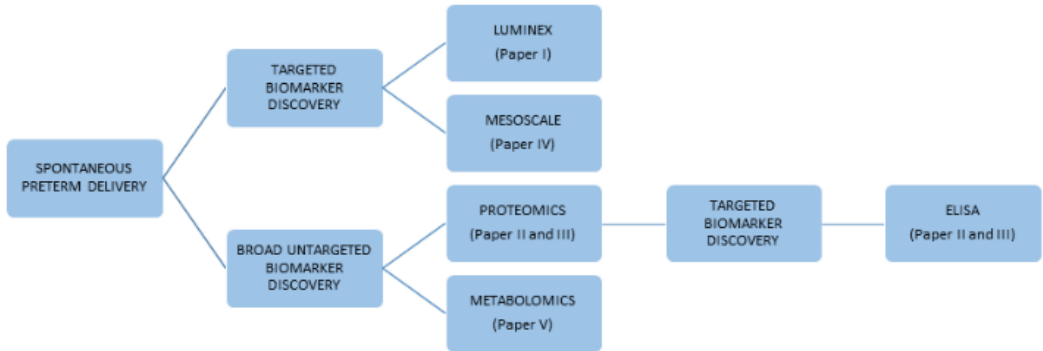 SPONTANEOUS
PRETERM DELIVERY
TARGETED
BIOMARKER
DISCOVERY
BROAD UNTARGETED
BIOMARKER
DISCOVERY
LUMINEX
(Paper I)
MESOSCALE
(Paper IV)
PROTEOMICS
(Paper II and III)
METABOLOMICS
(Paper V)
TARGETED
BIOMARKER
DISCOVERY
ELISA
(Paper II and III)